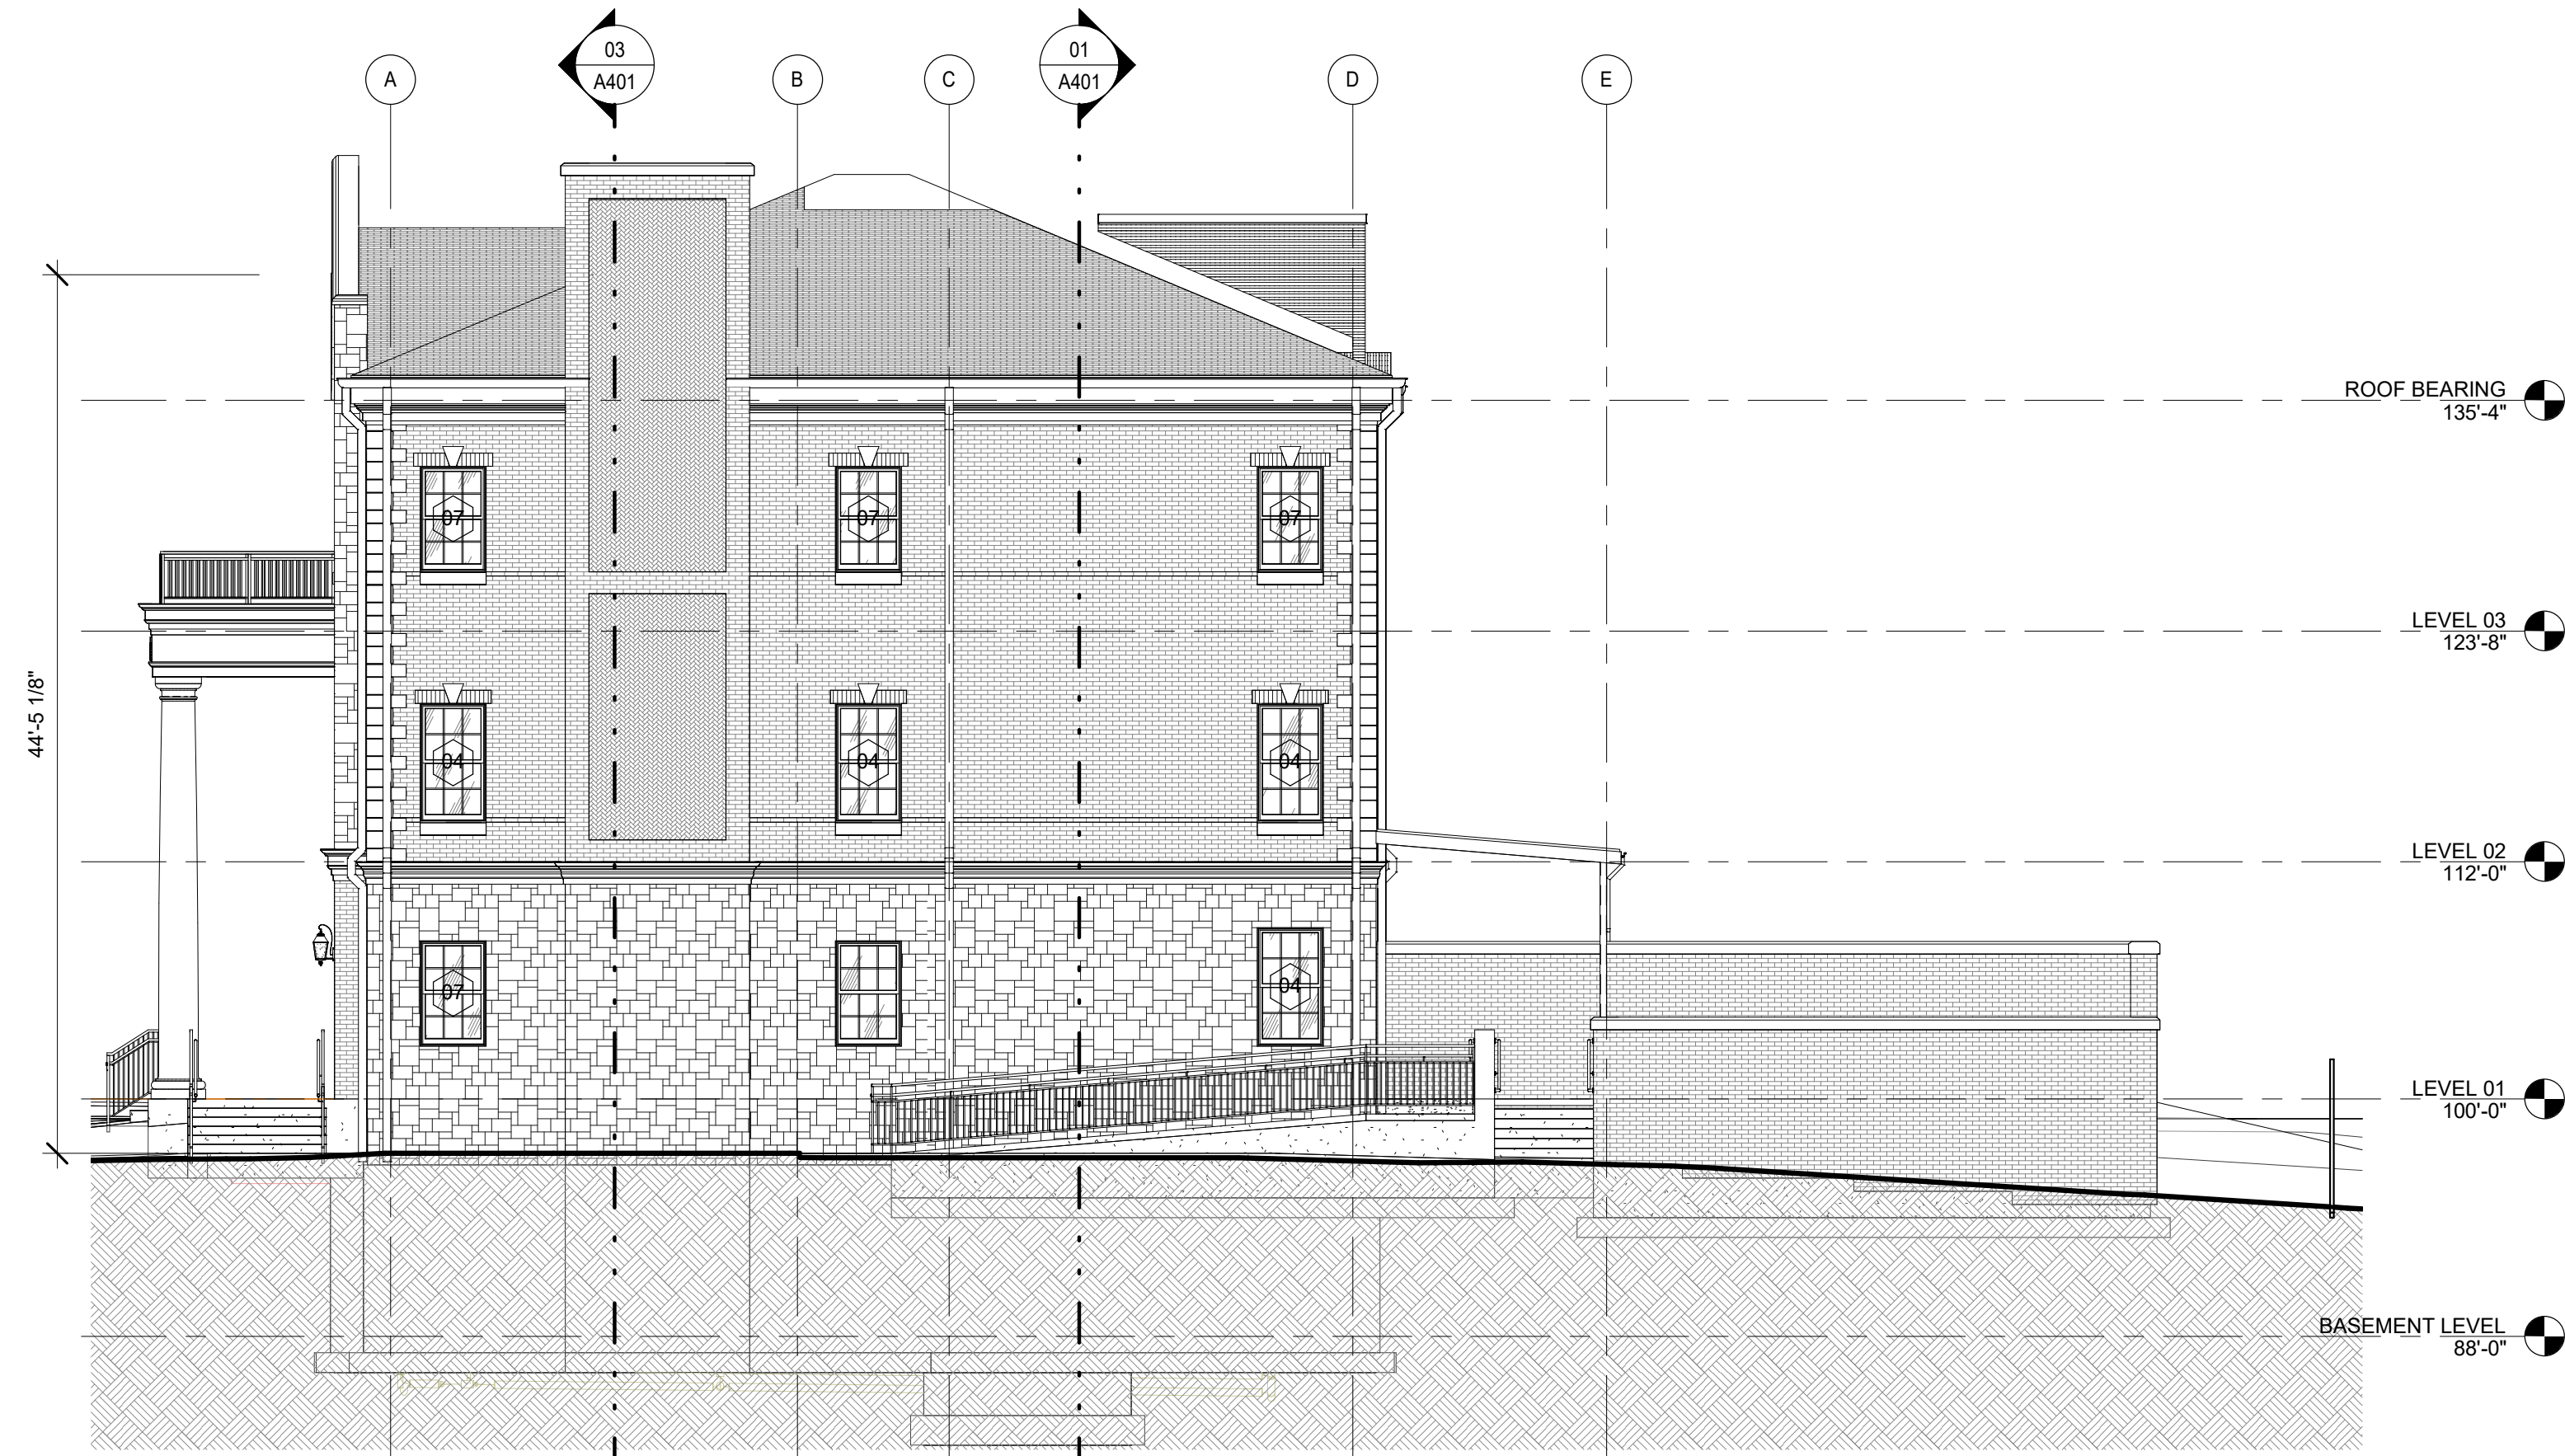 03
A401
01
A401
A
B
C
D
E
ROOF BEARING
135'-4"
07
07
07
LEVEL 03
123'-8"
44'-5 1/8"
04
04
04
LEVEL 02
112'-0"
07
04
LEVEL 01
100'-0"
BASEMENT LEVEL
88'-0"